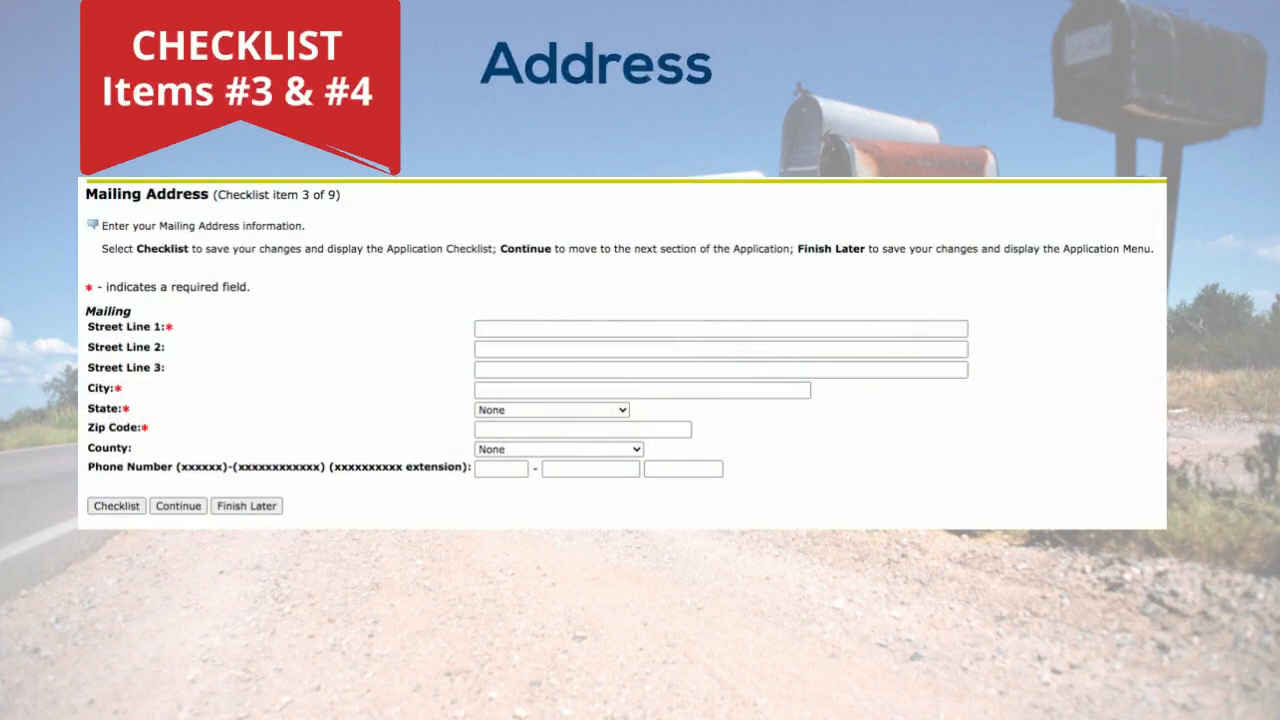 CHECKLIST
Items #3 & #4
Address
Mailing Address (Checklist item 3 of 9)
Enter your Mailing Address information.
Select Checklist to save your changes and display the Application Checklist; Continue to move to the next section of the Application; Finish Later to save your changes and display the Application Menu.
* - indicates a required field.
Mailing
Street Line 1:*
Street Line 2:
Street Line 3:
City:*
State:* None
Zip Code:*
County: None
Phone Number (xxxxxx)-(xxxxxxxxxxxx) (xxxxxxxxxx extension): -
Checklist Continue Finish Later